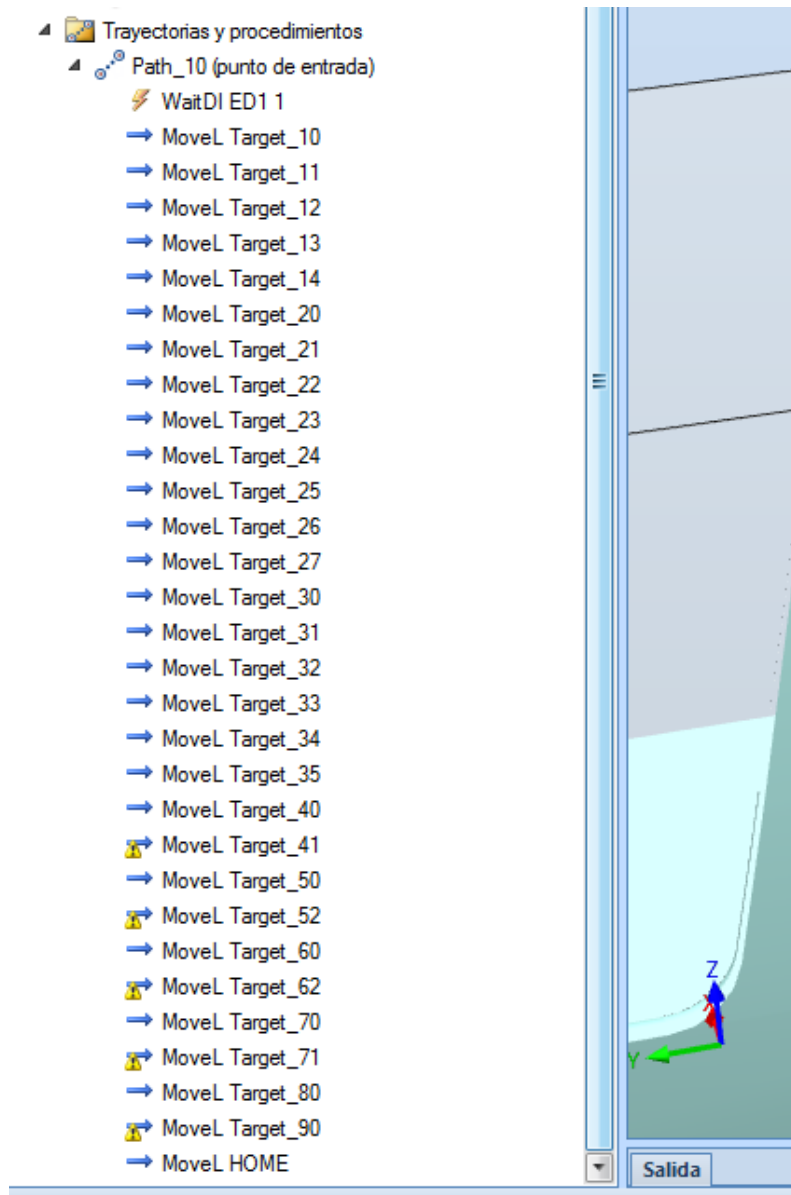 Trayectorias y procedimientos
Path_10 (punto de entrada)
WaitDI ED1 1
MoveL Target_10
MoveL Target_11
MoveL Target_12
MoveL Target_13
MoveL Target_14
MoveL Target_20
MoveL Target_21
MoveL Target_22
MoveL Target_23
MoveL Target_24
MoveL Target_25
MoveL Target_26
MoveL Target_27
MoveL Target_30
MoveL Target_31
MoveL Target_32
MoveL Target_33
MoveL Target_34
MoveL Target_35
MoveL Target_40
MoveL Target_41
MoveL Target_50
MoveL Target_52
MoveL Target_60
MoveL Target_62
MoveL Target_70
MoveL Target_71
MoveL Target_80
MoveL Target_90
MoveL HOME
Z
X
Y
Salida